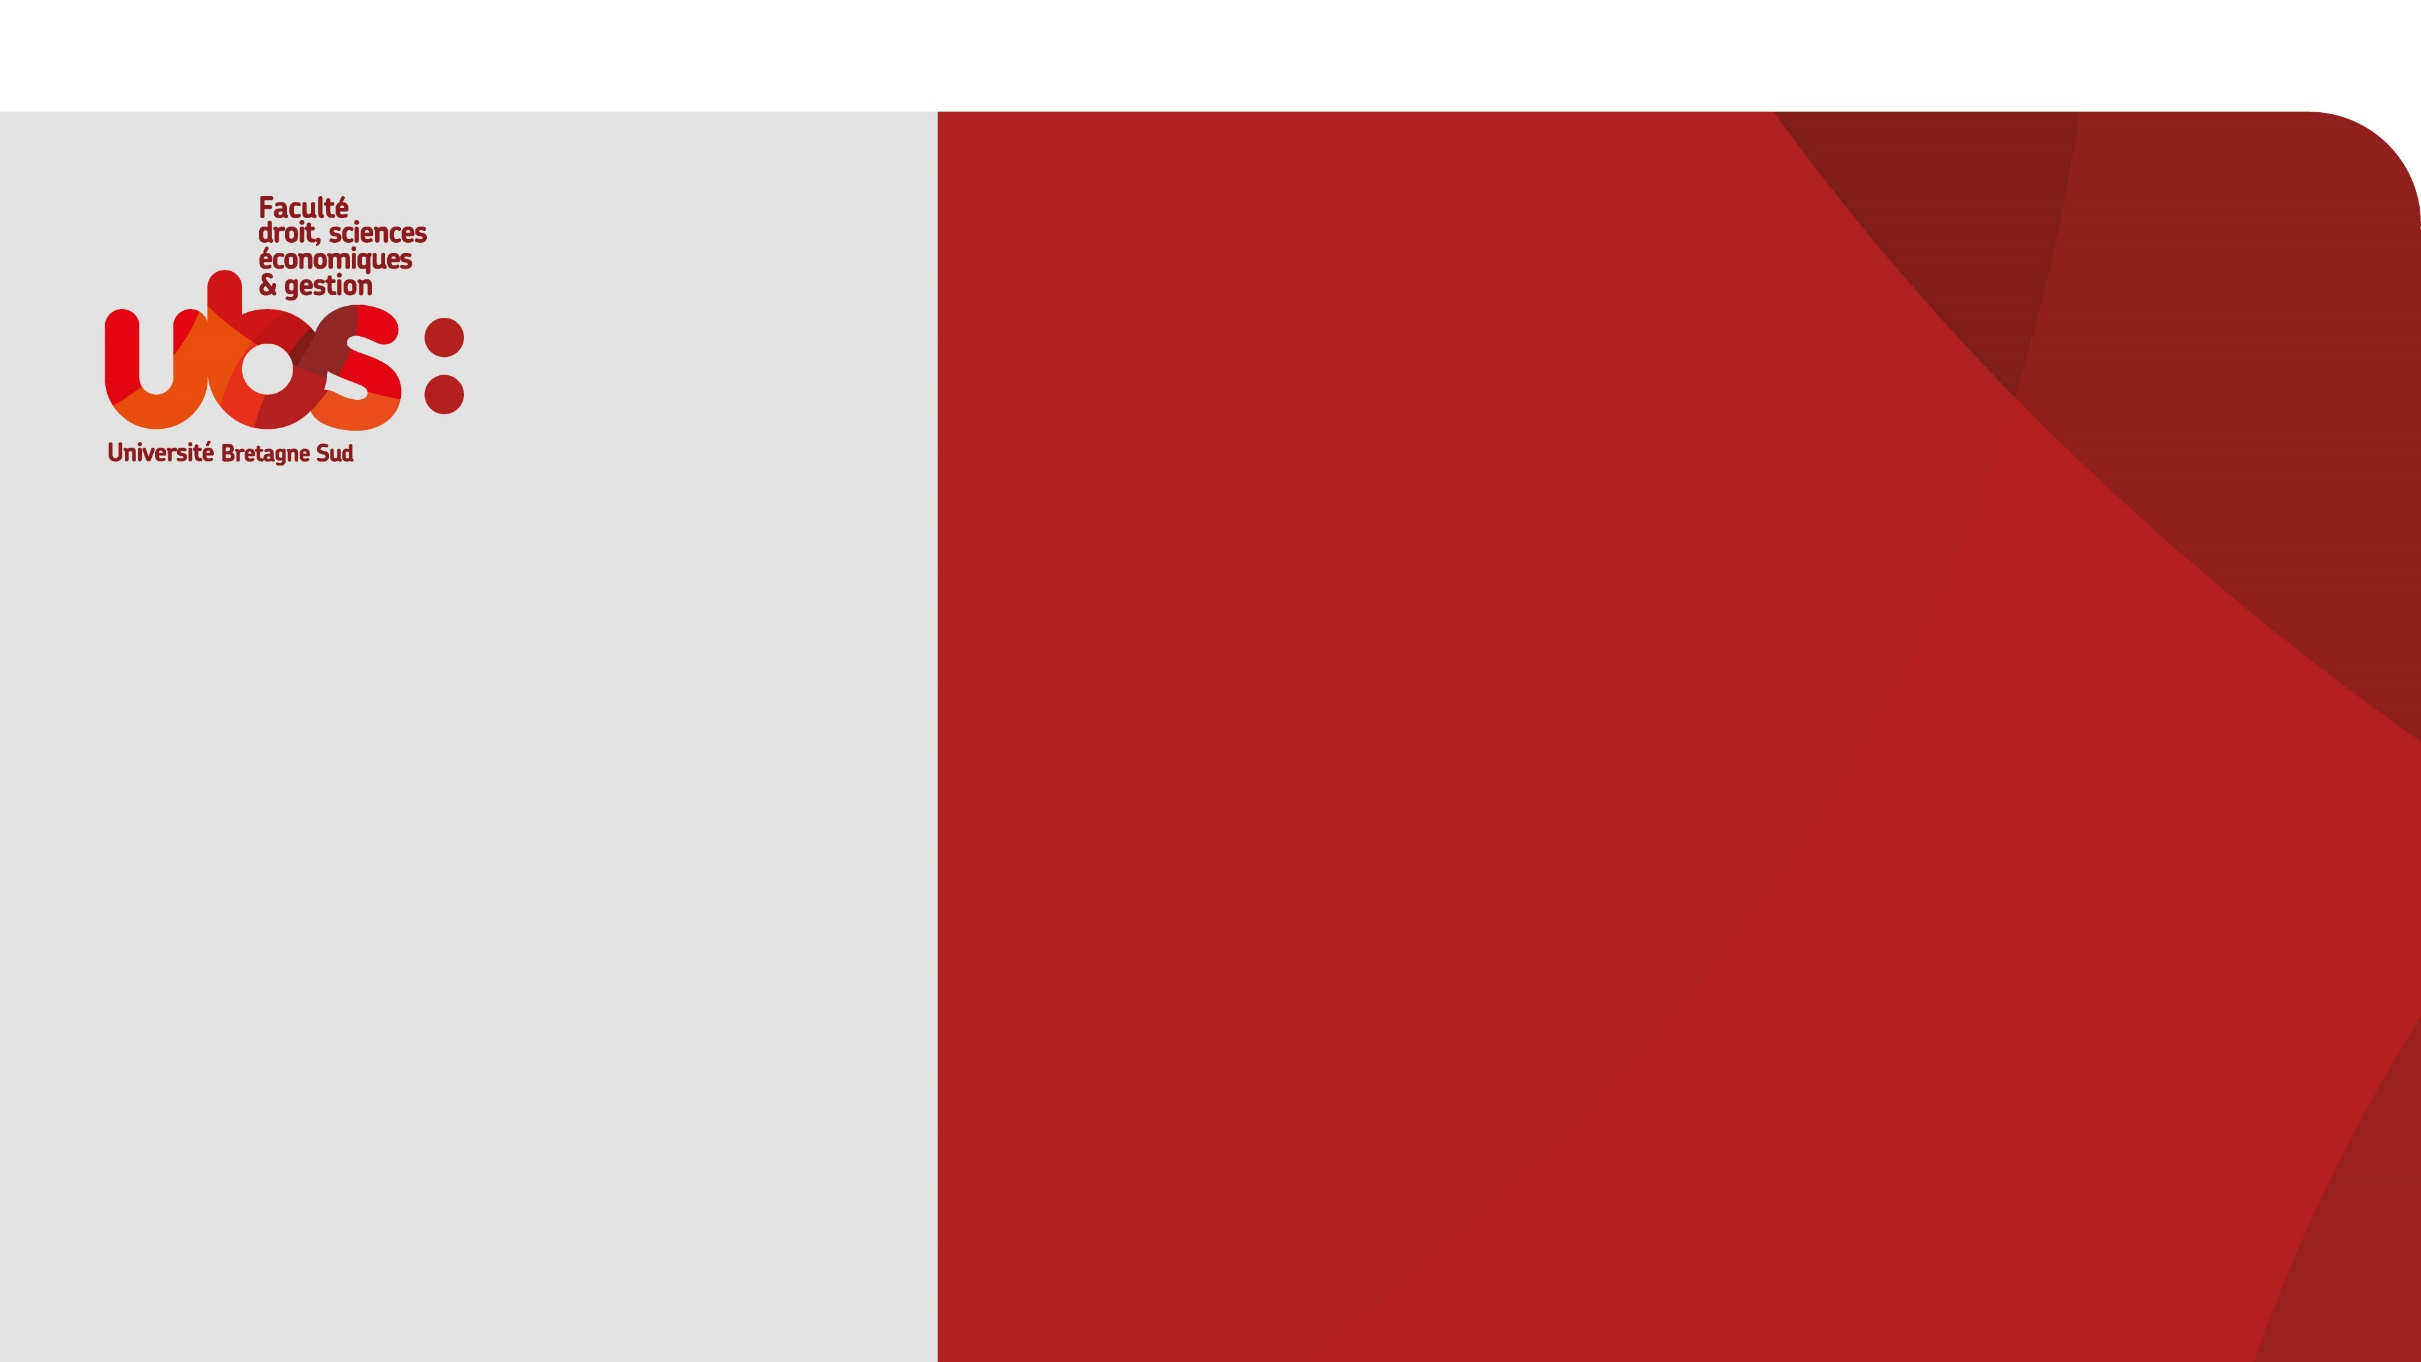 Faculté
droit, sciences
économiques
& gestion
ubs:
Université Bretagne Sud